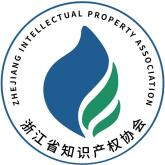 ZHEJIANG INTELLECTUAL PROPERTY ASSOCIATION
浙江省知识产权协会